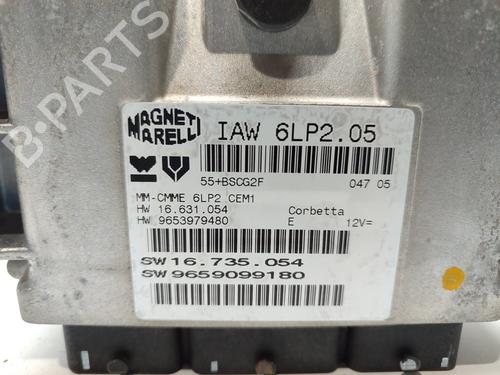 B-PARTS
MAGNETI MARELLI
IAW 6LP2.05
55+BSCG2F 047 05
MM-CMME 6LP2 CEM1
HW 16.631.054 Corbetta
HW 9653979480 E 12V=
SW 16.735.054
SW 9659099180